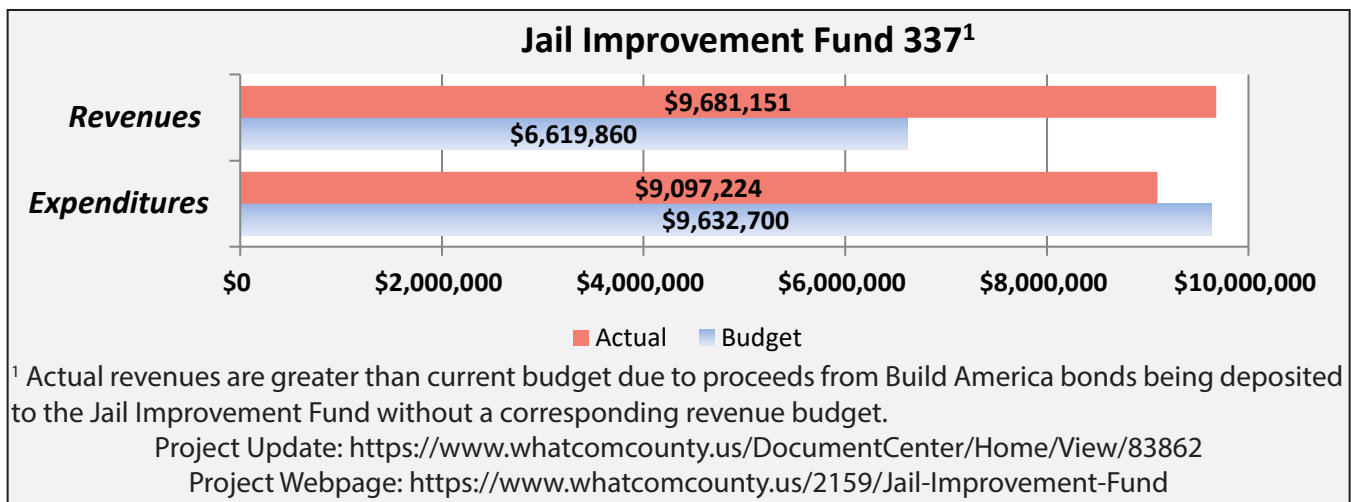 Jail Improvement Fund 337¹
Revenues
$9,681,151
$6,619,860
Expenditures
$9,097,224
$9,632,700
$0 $2,000,000 $4,000,000 $6,000,000 $8,000,000 $10,000,000
Actual Budget
¹ Actual revenues are greater than current budget due to proceeds from Build America bonds being deposited
to the Jail Improvement Fund without a corresponding revenue budget.
Project Update: https://www.whatcomcounty.us/DocumentCenter/Home/View/83862
Project Webpage: https://www.whatcomcounty.us/2159/Jail-Improvement-Fund